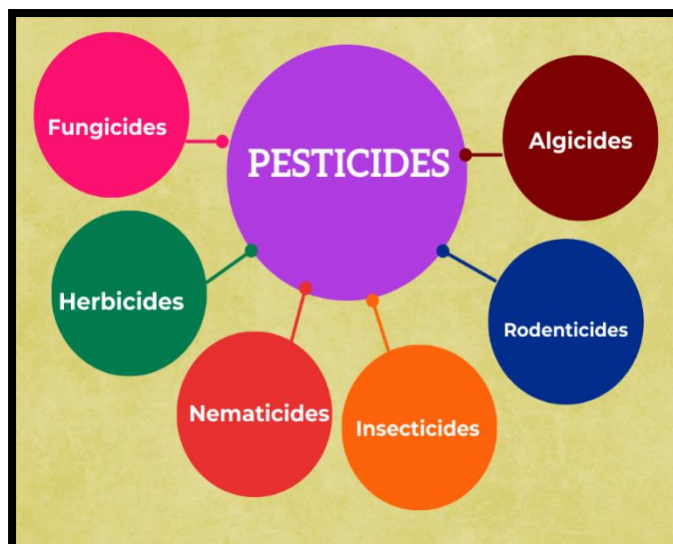 PESTICIDES
Fungicides
Herbicides
Nematicides
Insecticides
Rodenticides
Algicides